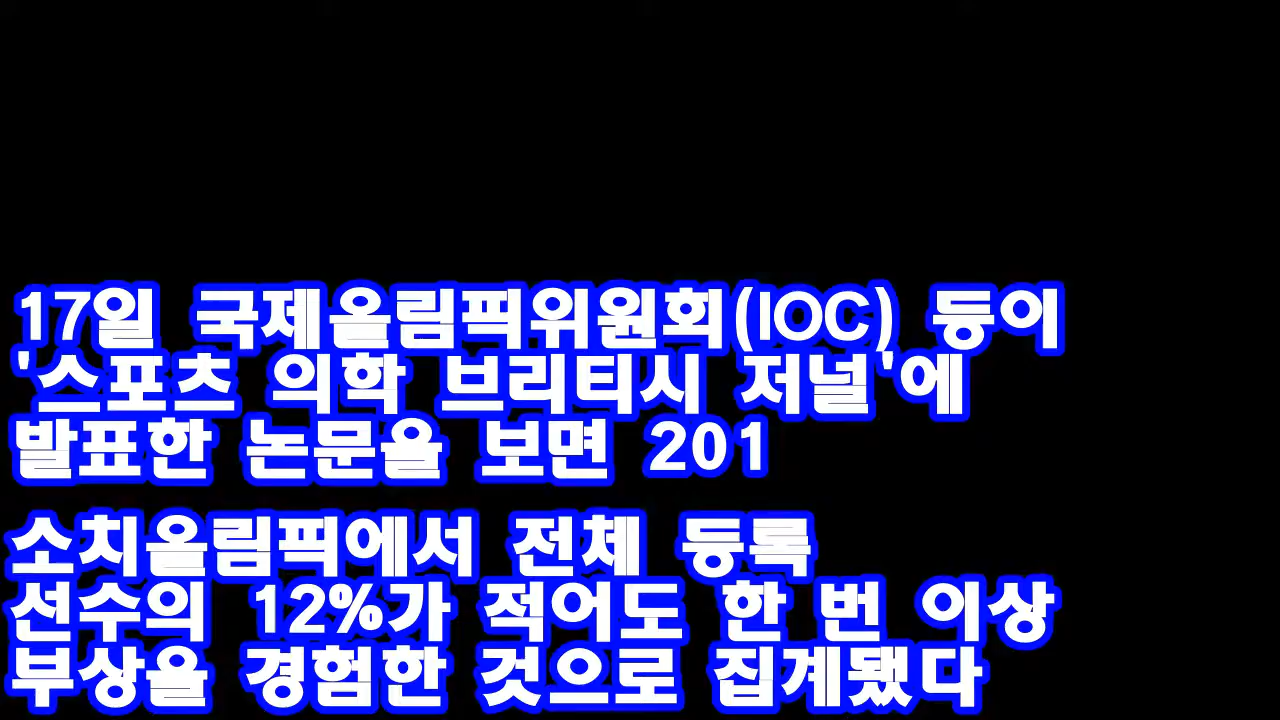 17일 국제올림픽위원회(IOC) 등이
'스포츠 의학 브리티시 저널'에
발표한 논문을 보면 201
소치올림픽에서 전체 등록
선수의 12%가 적어도 한 번 이상
부상을 경험한 것으로 집계됐다